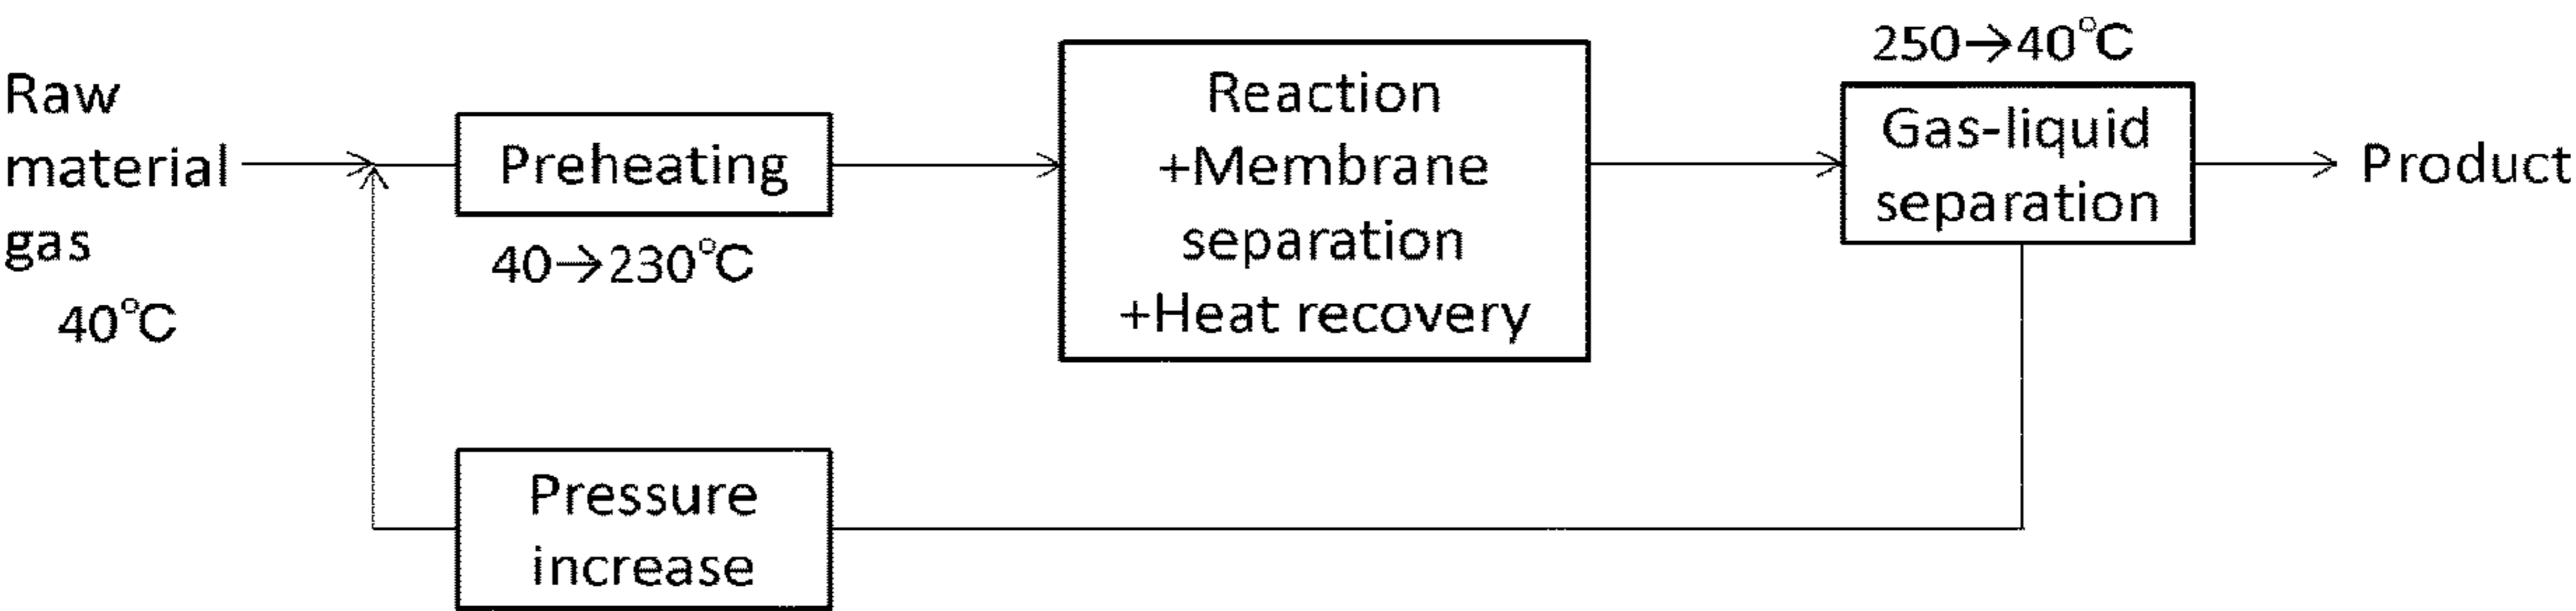 Raw
material
gas
40°C
Preheating
40→230°C
Reaction
+Membrane
separation
+Heat recovery
250→40°C
Gas-liquid
separation
Product
Pressure
increase